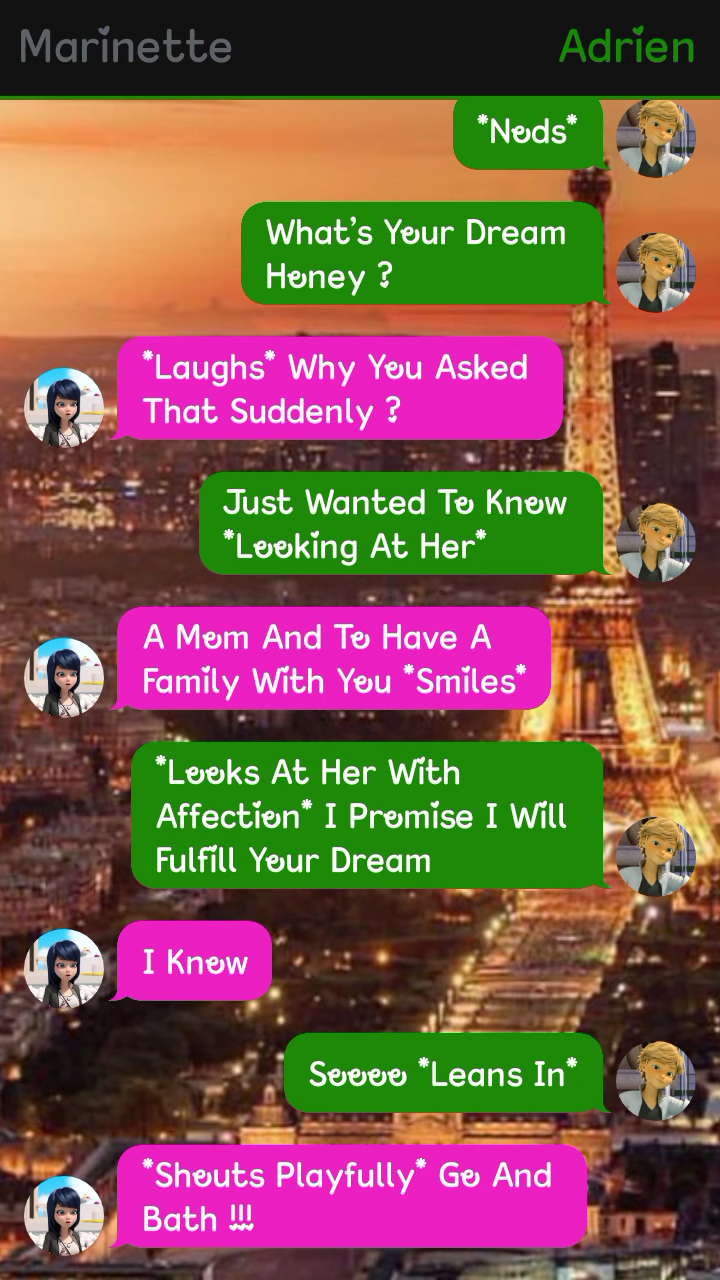 Marinette
Adrien
*Nods*
What's Your Dream
Honey ?
*Laughs* Why You Asked
That Suddenly ?
Just Wanted To Know
*Looking At Her*
A Mom And To Have A
Family With You *Smiles*
*Looks At Her With
Affection* I Promise I Will
Fulfill Your Dream
I Know
Soooo *Leans In*
*Shouts Playfully* Go And
Bath !!!